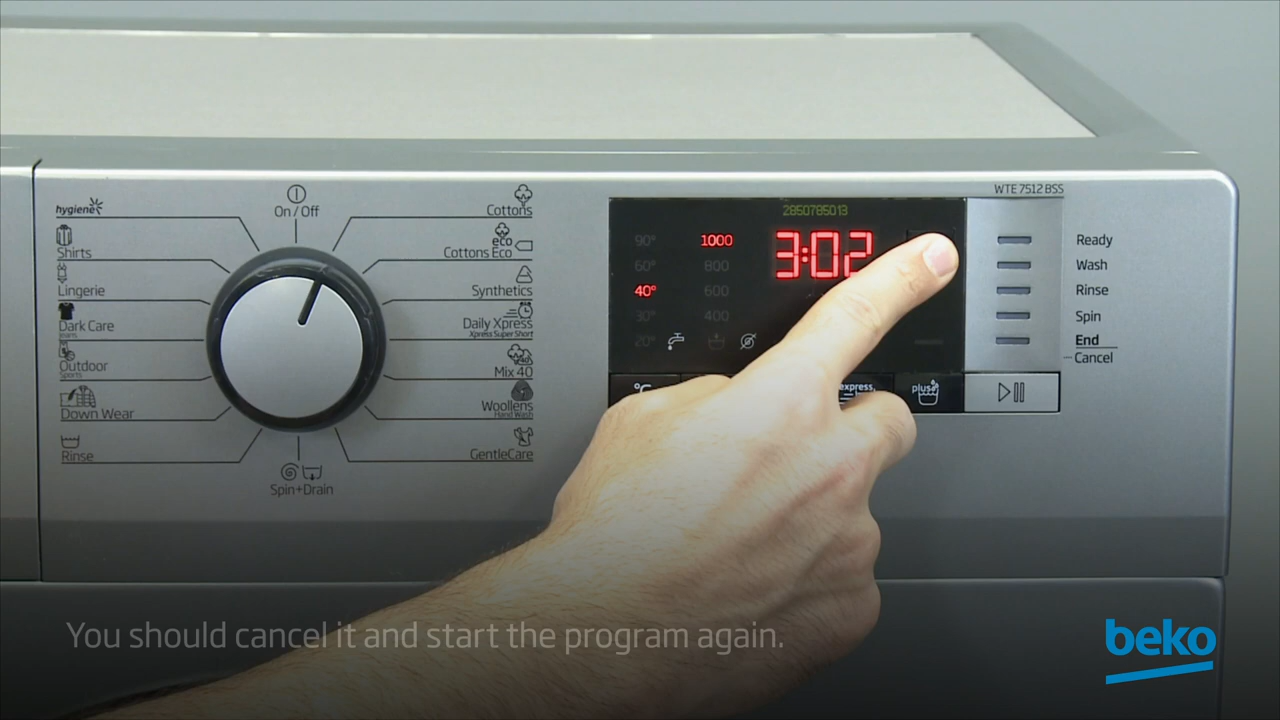 WTE 7512 BSS
hygiene
On / Off
Cottons
Shirts
eco
Cottons Eco
Lingerie
Synthetics
Dark Care
Jeans
Daily Xpress
Xpress Super Short
Outdoor
Sports
Mix 40
Down Wear
Woollens
Hand Wash
Rinse
GentleCare
Spin+Drain
2850785013
90°
60°
40°
30°
20°
1000
800
600
400
3:02
°C
express
plus+
Ready
Wash
Rinse
Spin
End
Cancel
You should cancel it and start the program again.
beko